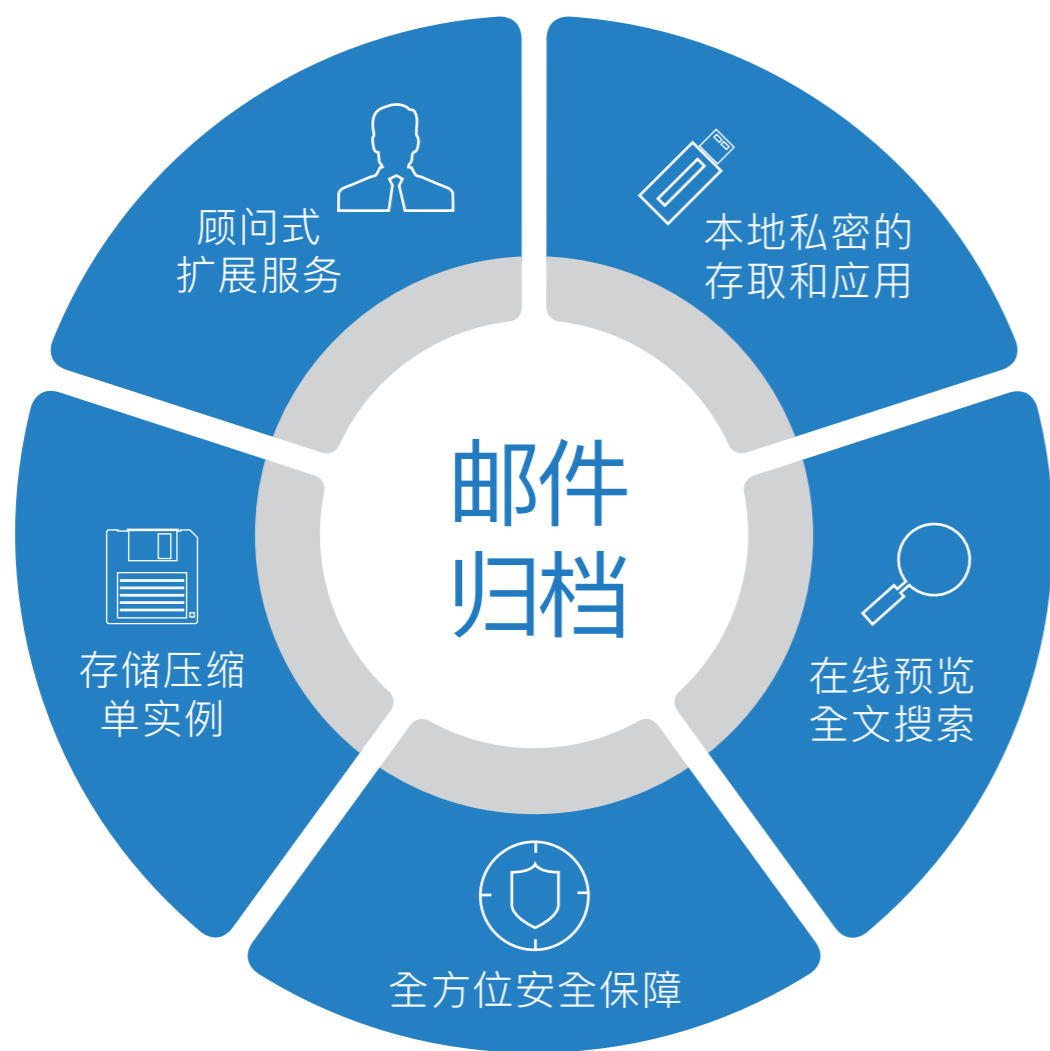 顾问式
扩展服务
本地私密的
存取和应用
邮件
归档
存储压缩
单实例
在线预览
全文搜索
全方位安全保障